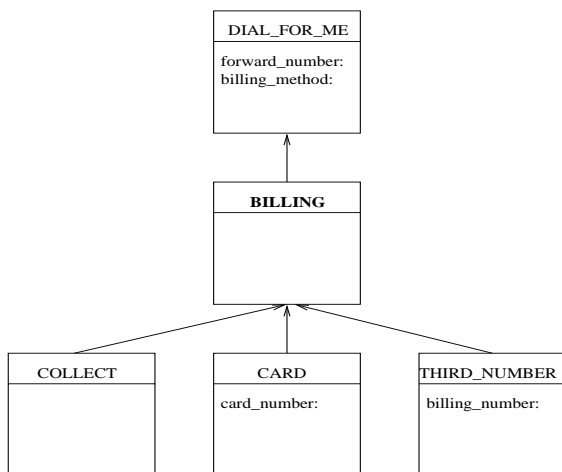 DIAL_FOR_ME
forward_number:
billing_method:
BILLING
COLLECT
CARD
card_number:
THIRD_NUMBER
billing_number: